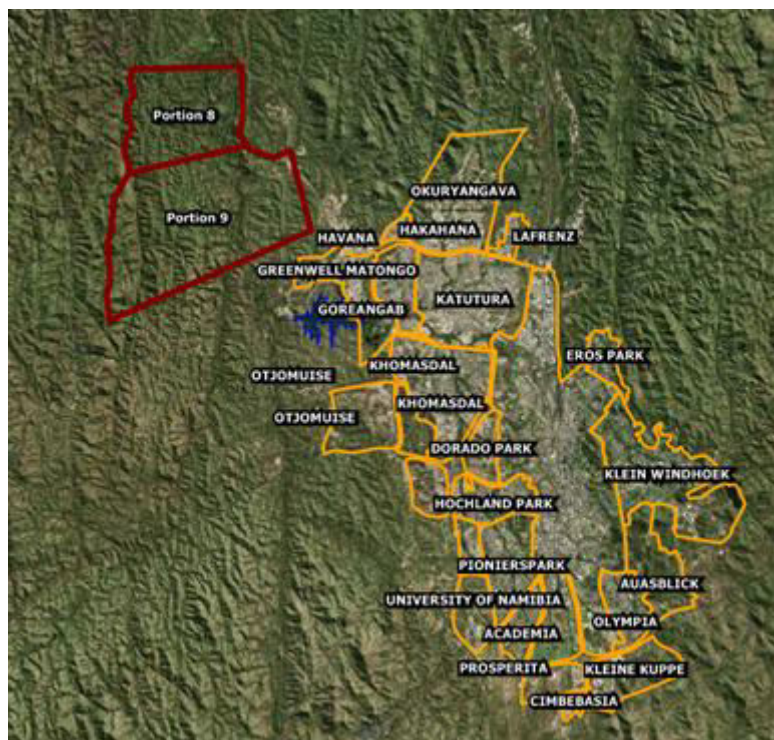 Portion 8
Portion 9
OKURYANGAVA
HAKAHANA
HAVANA
LAFRENZ
GREENWELL MATONGO
KATUTURA
GOREANGAB
EROS PARK
KHOMASDAL
OTJOMUISE
KHOMASDAL
OTJOMUISE
DORADO PARK
KLEIN WINDHOEK
HOCHLAND PARK
PIONIERSPARK
AUASBLICK
UNIVERSITY OF NAMIBIA
OLYMPIA
ACADEMIA
PROSPERITA
KLEINE KUPPE
CIMBEBASIA